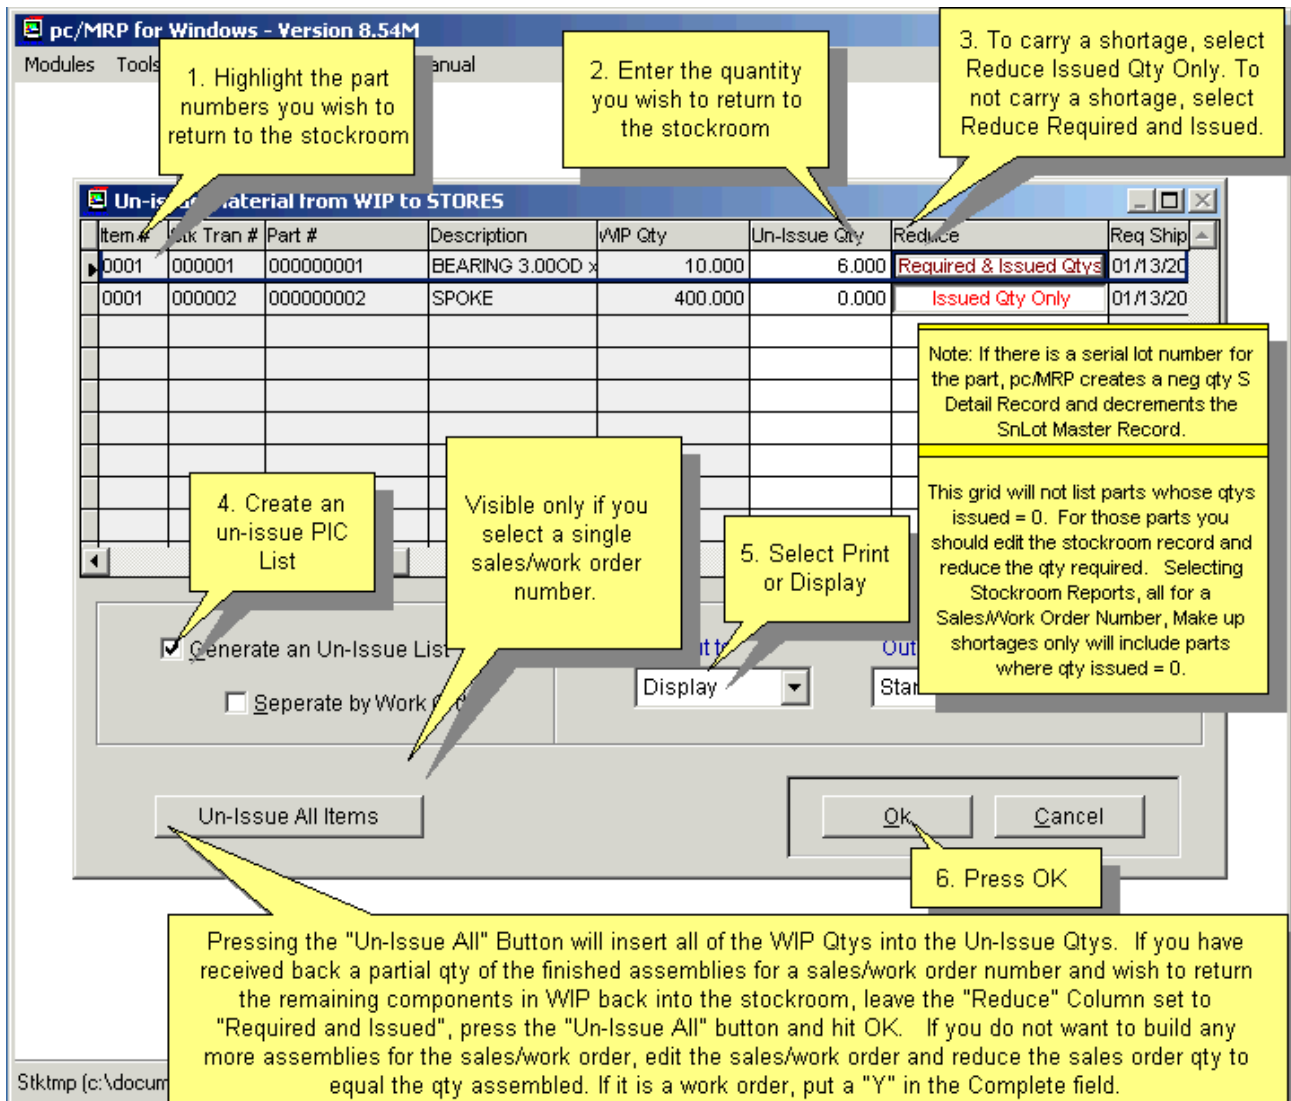 pc/MRP for Windows - Version 8.54M
Modules Tools anual
1. Highlight the part
numbers you wish to
return to the stockroom
2. Enter the quantity
you wish to return to
the stockroom
3. To carry a shortage, select
Reduce Issued Qty Only. To
not carry a shortage, select
Reduce Required and Issued.
Un-is aterial from WIP to STORES
Item # Stk Tran # Part # Description WIP Qty Un-Issue Qty Reduce Req Ship
0001 000001 000000001 BEARING 3.00OD x 10.000 6.000 Required & Issued Qtys 01/13/20
0001 000002 000000002 SPOKE 400.000 0.000 Issued Qty Only 01/13/20
Note: If there is a serial lot number for
the part, pc/MRP creates a neg qty S
Detail Record and decrements the
SnLot Master Record.
This grid will not list parts whose qtys
issued = 0. For those parts you
should edit the stockroom record and
reduce the qty required. Selecting
Stockroom Reports, all for a
Sales/Work Order Number, Make up
shortages only will include parts
where qty issued = 0.
4. Create an
un-issue PIC
List
Visible only if you
select a single
sales/work order
number.
5. Select Print
or Display
Generate an Un-Issue List
Seperate by Work
ut to
Out
Display
Star
Un-Issue All Items
Ok
Cancel
6. Press OK
Pressing the "Un-Issue All" Button will insert all of the WIP Qtys into the Un-Issue Qtys. If you have
received back a partial qty of the finished assemblies for a sales/work order number and wish to return
the remaining components in WIP back into the stockroom, leave the "Reduce" Column set to
"Required and Issued", press the "Un-Issue All" button and hit OK. If you do not want to build any
more assemblies for the sales/work order, edit the sales/work order and reduce the sales order qty to
equal the qty assembled. If it is a work order, put a "Y" in the Complete field.
Stktmp (c:\docum